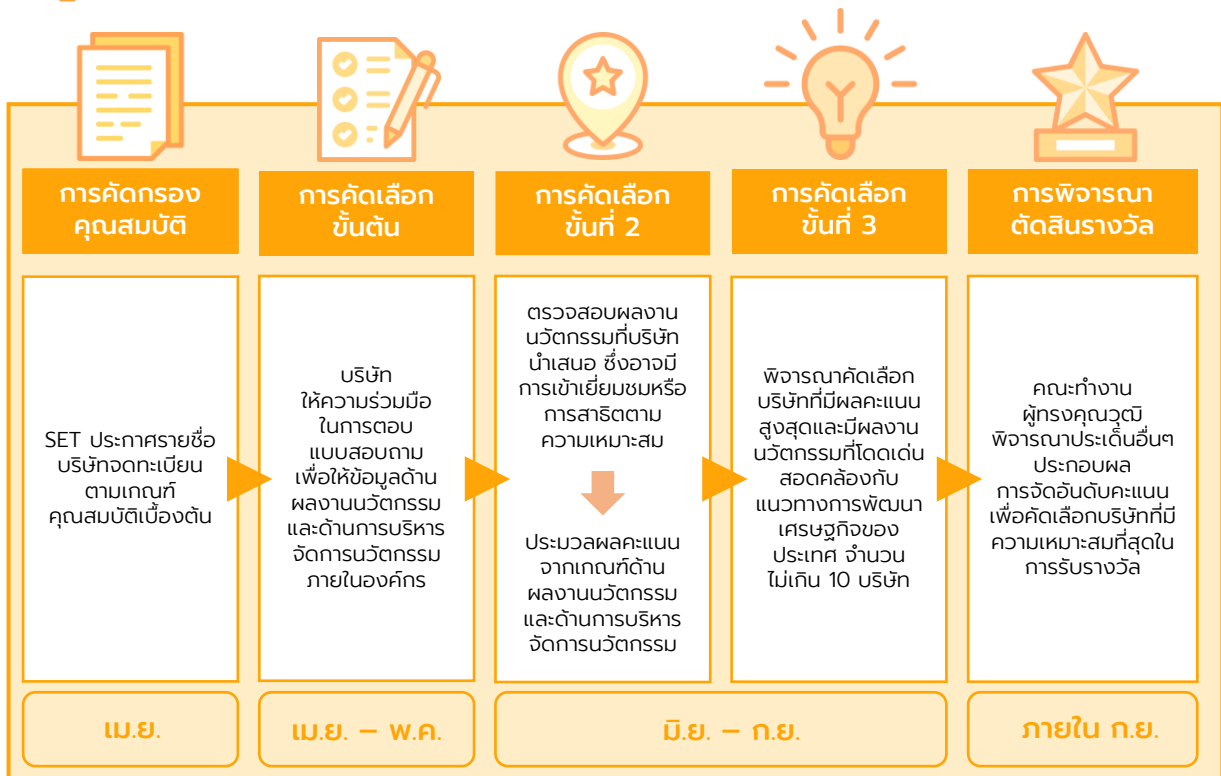 การคัดกรอง
คุณสมบัติ
การคัดเลือก
ขั้นต้น
การคัดเลือก
ขั้นที่ 2
การคัดเลือก
ขั้นที่ 3
การพิจารณา
ตัดสินรางวัล
SET ประกาศรายชื่อ
บริษัทจดทะเบียน
ตามเกณฑ์
คุณสมบัติเบื้องต้น
บริษัท
ให้ความร่วมมือ
ในการตอบ
แบบสอบถาม
เพื่อให้ข้อมูลด้าน
ผลงานนวัตกรรม
และด้านการบริหาร
จัดการนวัตกรรม
ภายในองค์กร
ตรวจสอบผลงาน
นวัตกรรมที่บริษัท
นำเสนอ ซึ่งอาจมี
การเข้าเยี่ยมชมหรือ
การสาธิตตาม
ความเหมาะสม
ประมวลผลคะแนน
จากเกณฑ์ด้าน
ผลงานนวัตกรรม
และด้านการบริหาร
จัดการนวัตกรรม
พิจารณาคัดเลือก
บริษัทที่มีผลคะแนน
สูงสุดและมีผลงาน
นวัตกรรมที่โดดเด่น
สอดคล้องกับ
แนวทางการพัฒนา
เศรษฐกิจของ
ประเทศ จำนวน
ไม่เกิน 10 บริษัท
คณะทำงาน
ผู้ทรงคุณวุฒิ
พิจารณาประเด็นอื่นๆ
ประกอบผล
การจัดอันดับคะแนน
เพื่อคัดเลือกบริษัทที่มี
ความเหมาะสมที่สุดใน
การรับรางวัล
เม.ย.
เม.ย. – พ.ค.
มิ.ย. – ก.ย.
ภายใน ก.ย.